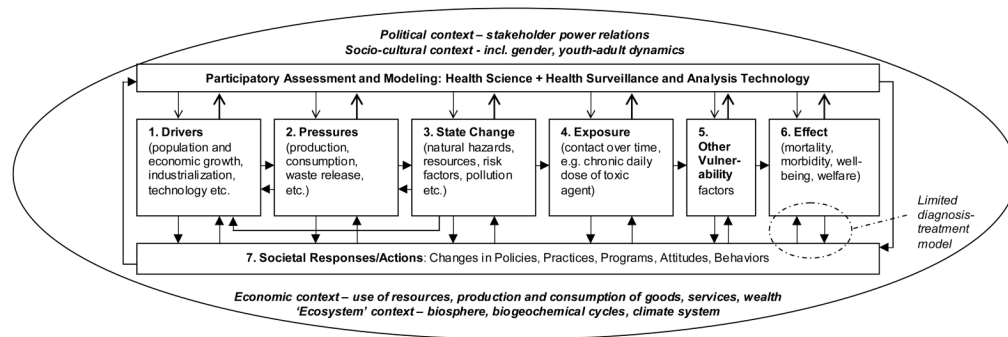 Political context – stakeholder power relations
Socio-cultural context - incl. gender, youth-adult dynamics
Participatory Assessment and Modeling: Health Science + Health Surveillance and Analysis Technology
1. Drivers
(population and
economic growth,
industrialization,
technology etc.
2. Pressures
(production,
consumption,
waste release,
etc.)
3. State Change
(natural hazards,
resources, risk
factors, pollution
etc.)
4. Exposure
(contact over time,
e.g. chronic daily
dose of toxic
agent)
5.
Other
Vulner-
ability
factors
6. Effect
(mortality,
morbidity, well-
being, welfare)
Limited
diagnosis-
treatment
model
7. Societal Responses/Actions: Changes in Policies, Practices, Programs, Attitudes, Behaviors
Economic context – use of resources, production and consumption of goods, services, wealth
‘Ecosystem’ context – biosphere, biogeochemical cycles, climate system